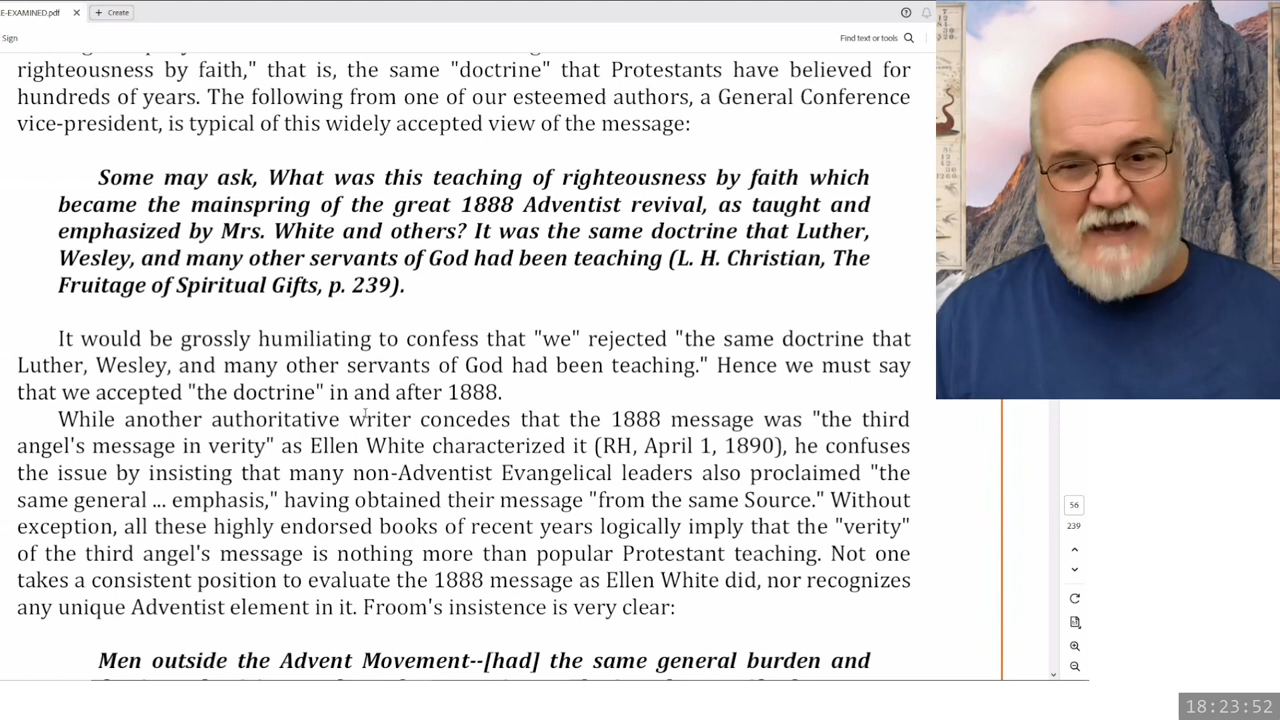 E-EXAMINED.pdf
Create
Sign
Find text or tools
righteousness by faith," that is, the same "doctrine" that Protestants have believed for
hundreds of years. The following from one of our esteemed authors, a General Conference
vice-president, is typical of this widely accepted view of the message:
Some may ask, What was this teaching of righteousness by faith which
became the mainspring of the great 1888 Adventist revival, as taught and
emphasized by Mrs. White and others? It was the same doctrine that Luther,
Wesley, and many other servants of God had been teaching (L. H. Christian, The
Fruitage of Spiritual Gifts, p. 239).
It would be grossly humiliating to confess that "we" rejected "the same doctrine that
Luther, Wesley, and many other servants of God had been teaching." Hence we must say
that we accepted "the doctrine" in and after 1888.
While another authoritative writer concedes that the 1888 message was "the third
angel's message in verity" as Ellen White characterized it (RH, April 1, 1890), he confuses
the issue by insisting that many non-Adventist Evangelical leaders also proclaimed "the
same general ... emphasis," having obtained their message "from the same Source." Without
exception, all these highly endorsed books of recent years logically imply that the "verity"
of the third angel's message is nothing more than popular Protestant teaching. Not one
takes a consistent position to evaluate the 1888 message as Ellen White did, nor recognizes
any unique Adventist element in it. Froom's insistence is very clear:
Men outside the Advent Movement--[had] the same general burden and
56
239
18:23:52